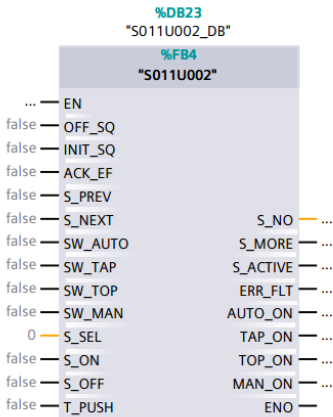 %DB23
"S011U002_DB"
%FB4
"S011U002"
... EN
false OFF_SQ
false INIT_SQ
false ACK_EF
false S_PREV
false S_NEXT S_NO ...
false SW_AUTO S_MORE ...
false SW_TAP S_ACTIVE ...
false SW_TOP ERR_FLT ...
false SW_MAN AUTO_ON ...
0 S_SEL TAP_ON ...
false S_ON TOP_ON ...
false S_OFF MAN_ON ...
false T_PUSH ENO ...